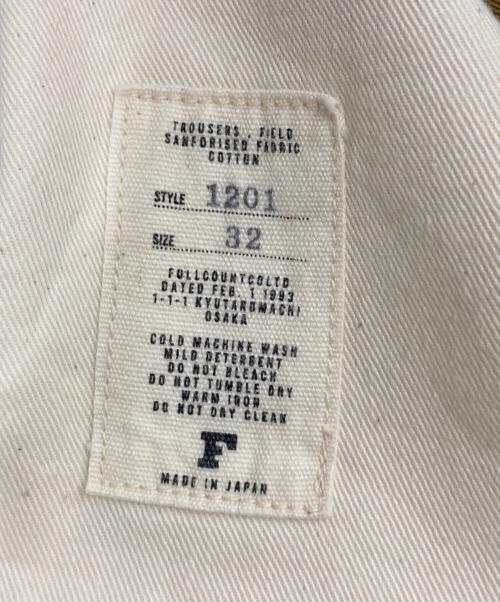 TROUSERS . FIELD
SANFORISED FABRIC
COTTON
STYLE 1201
SIZE 32
FULLCOUNTCOLTD
DATED FEB. 1 1993
1-1-1 KYUTAROMACHI
OSAKA
COLD MACHINE WASH
MILD DETERGENT
DO NOT BLEACH
DO NOT TUMBLE DRY
WARM IRON
DO NOT DRY CLEAN
F
MADE IN JAPAN